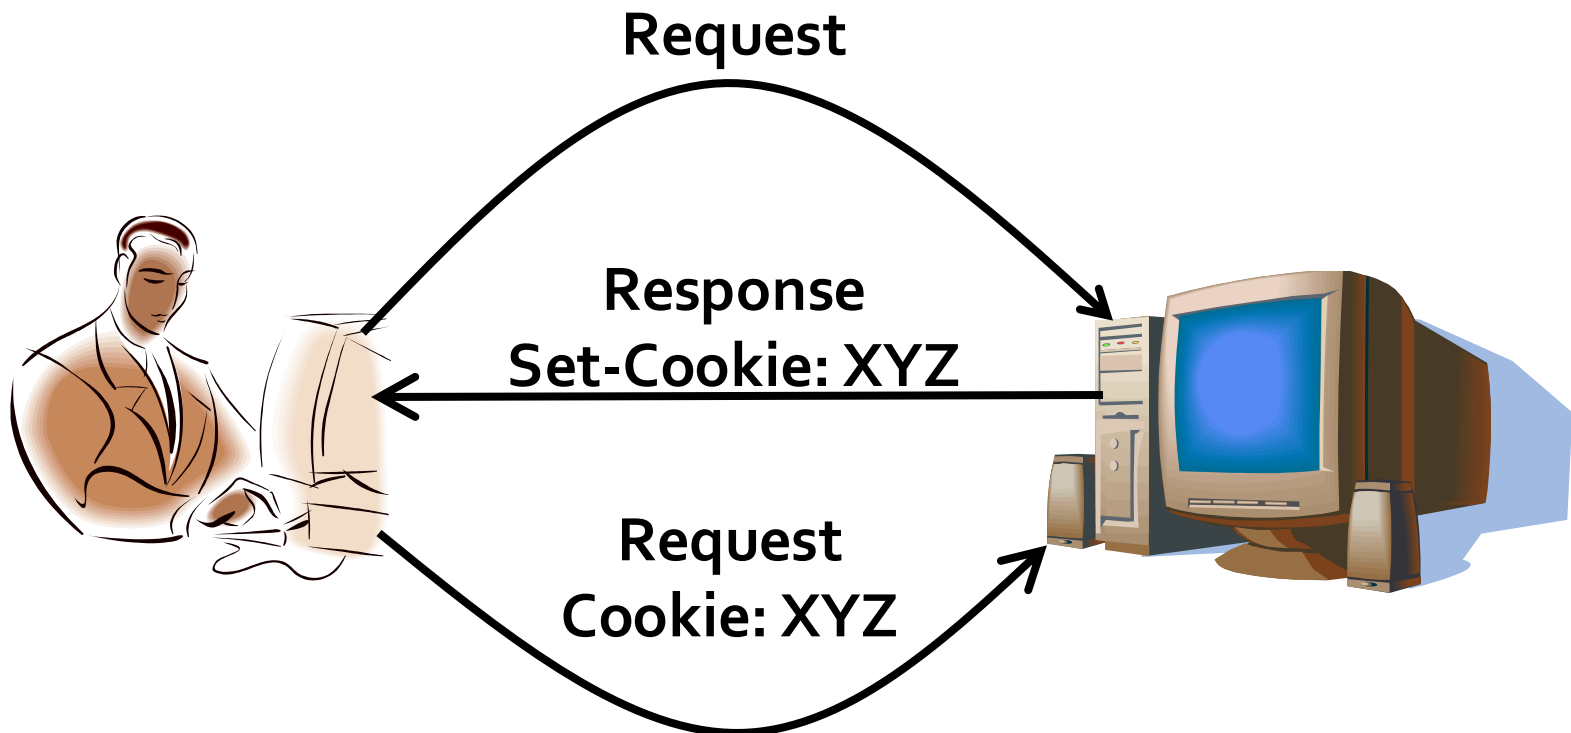 Request
Response
Set-Cookie: XYZ
Request
Cookie: XYZ